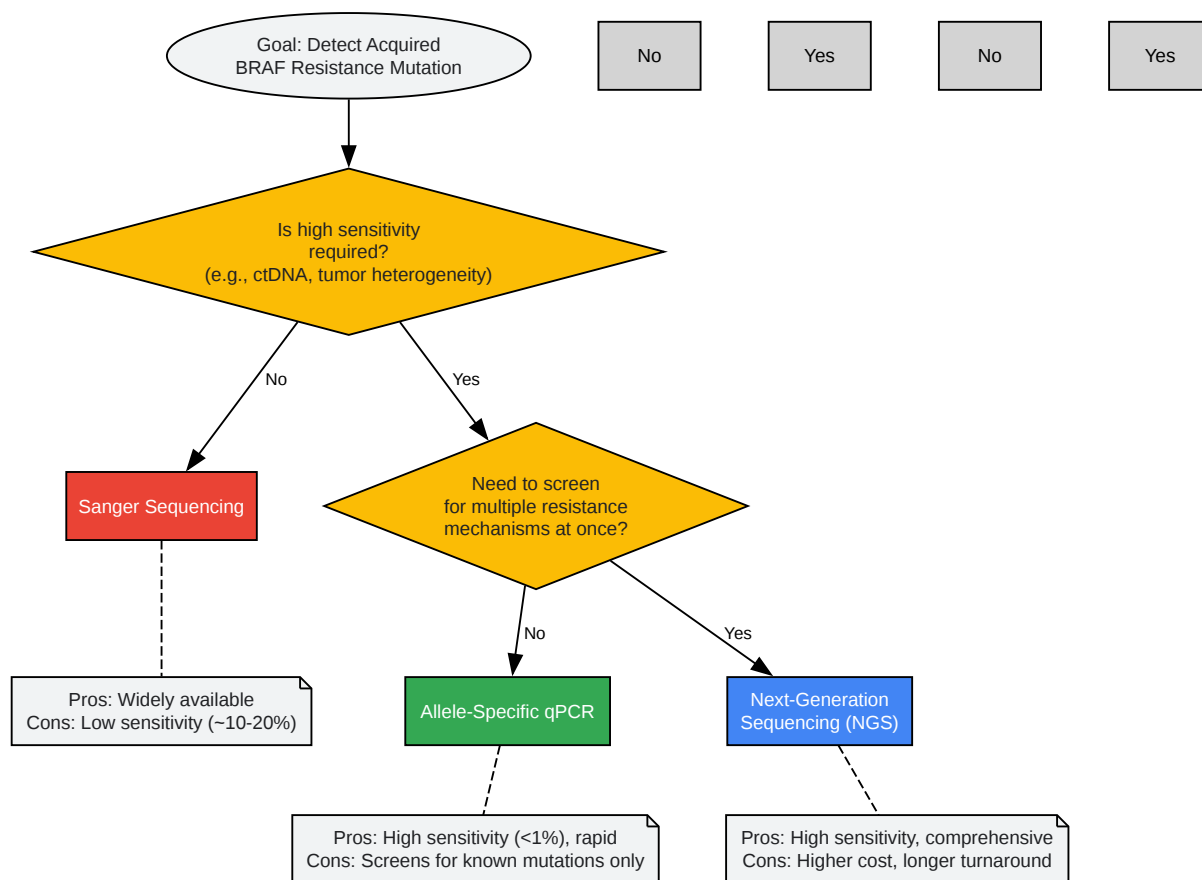 Goal: Detect Acquired
BRAF Resistance Mutation
No
Yes
No
Yes
Is high sensitivity
required?
(e.g., ctDNA, tumor heterogeneity)
No
Yes
Sanger Sequencing
Need to screen
for multiple resistance
mechanisms at once?
No
Yes
Pros: Widely available
Cons: Low sensitivity (~10-20%)
Allele-Specific qPCR
Next-Generation
Sequencing (NGS)
Pros: High sensitivity (<1%), rapid
Cons: Screens for known mutations only
Pros: High sensitivity, comprehensive
Cons: Higher cost, longer turnaround